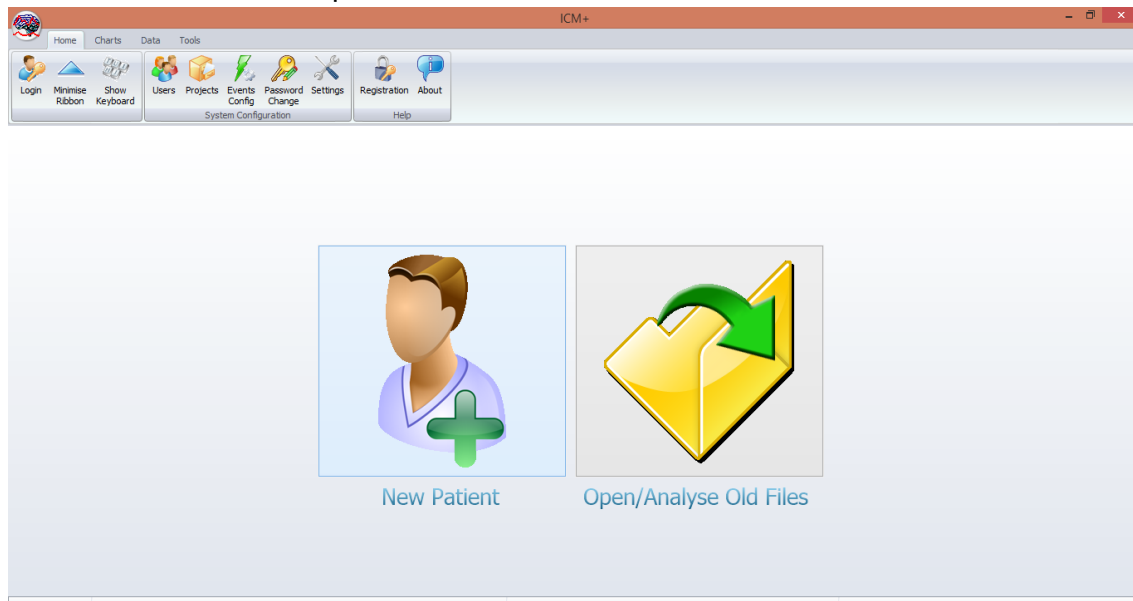 ICM+
Home Charts Data Tools
Login Minimise Ribbon Show Keyboard Users Projects Events Config Password Change Settings Registration About
System Configuration Help
New Patient Open/Analyse Old Files